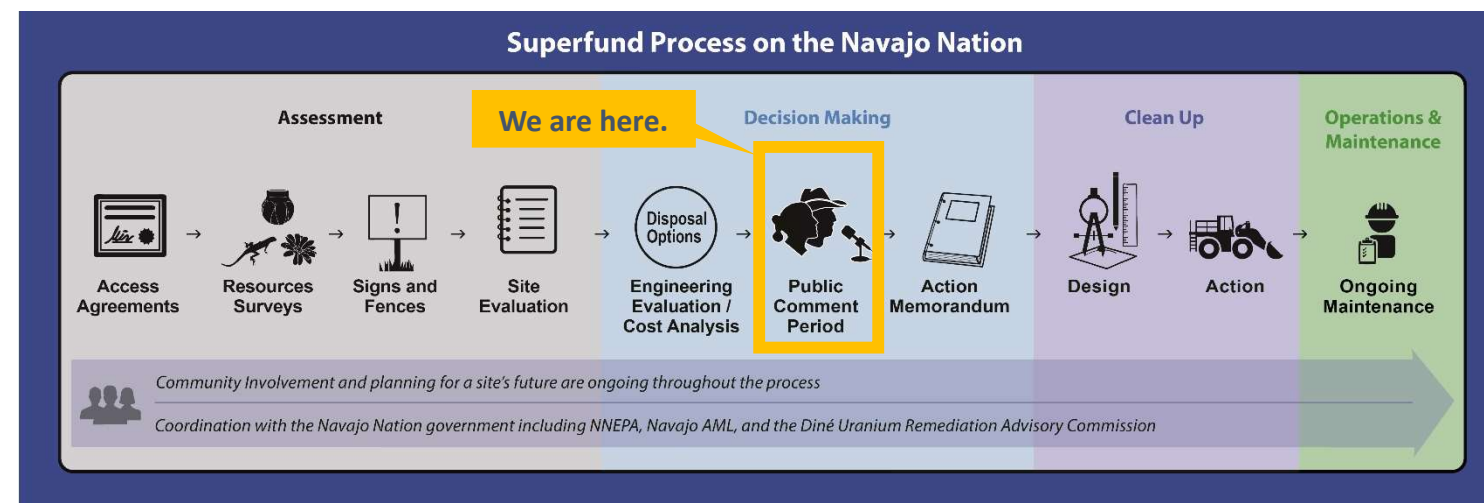 Superfund Process on the Navajo Nation
Assessment
We are here.
Decision Making
Clean Up
Operations &
Maintenance
!
Disposal
Options
Access
Agreements
Resources
Surveys
Signs and
Fences
Site
Evaluation
Engineering
Evaluation /
Cost Analysis
Public
Comment
Period
Action
Memorandum
Design
Action
Ongoing
Maintenance
Community Involvement and planning for a site's future are ongoing throughout the process
Coordination with the Navajo Nation government including NNEPA, Navajo AML, and the Diné Uranium Remediation Advisory Commission